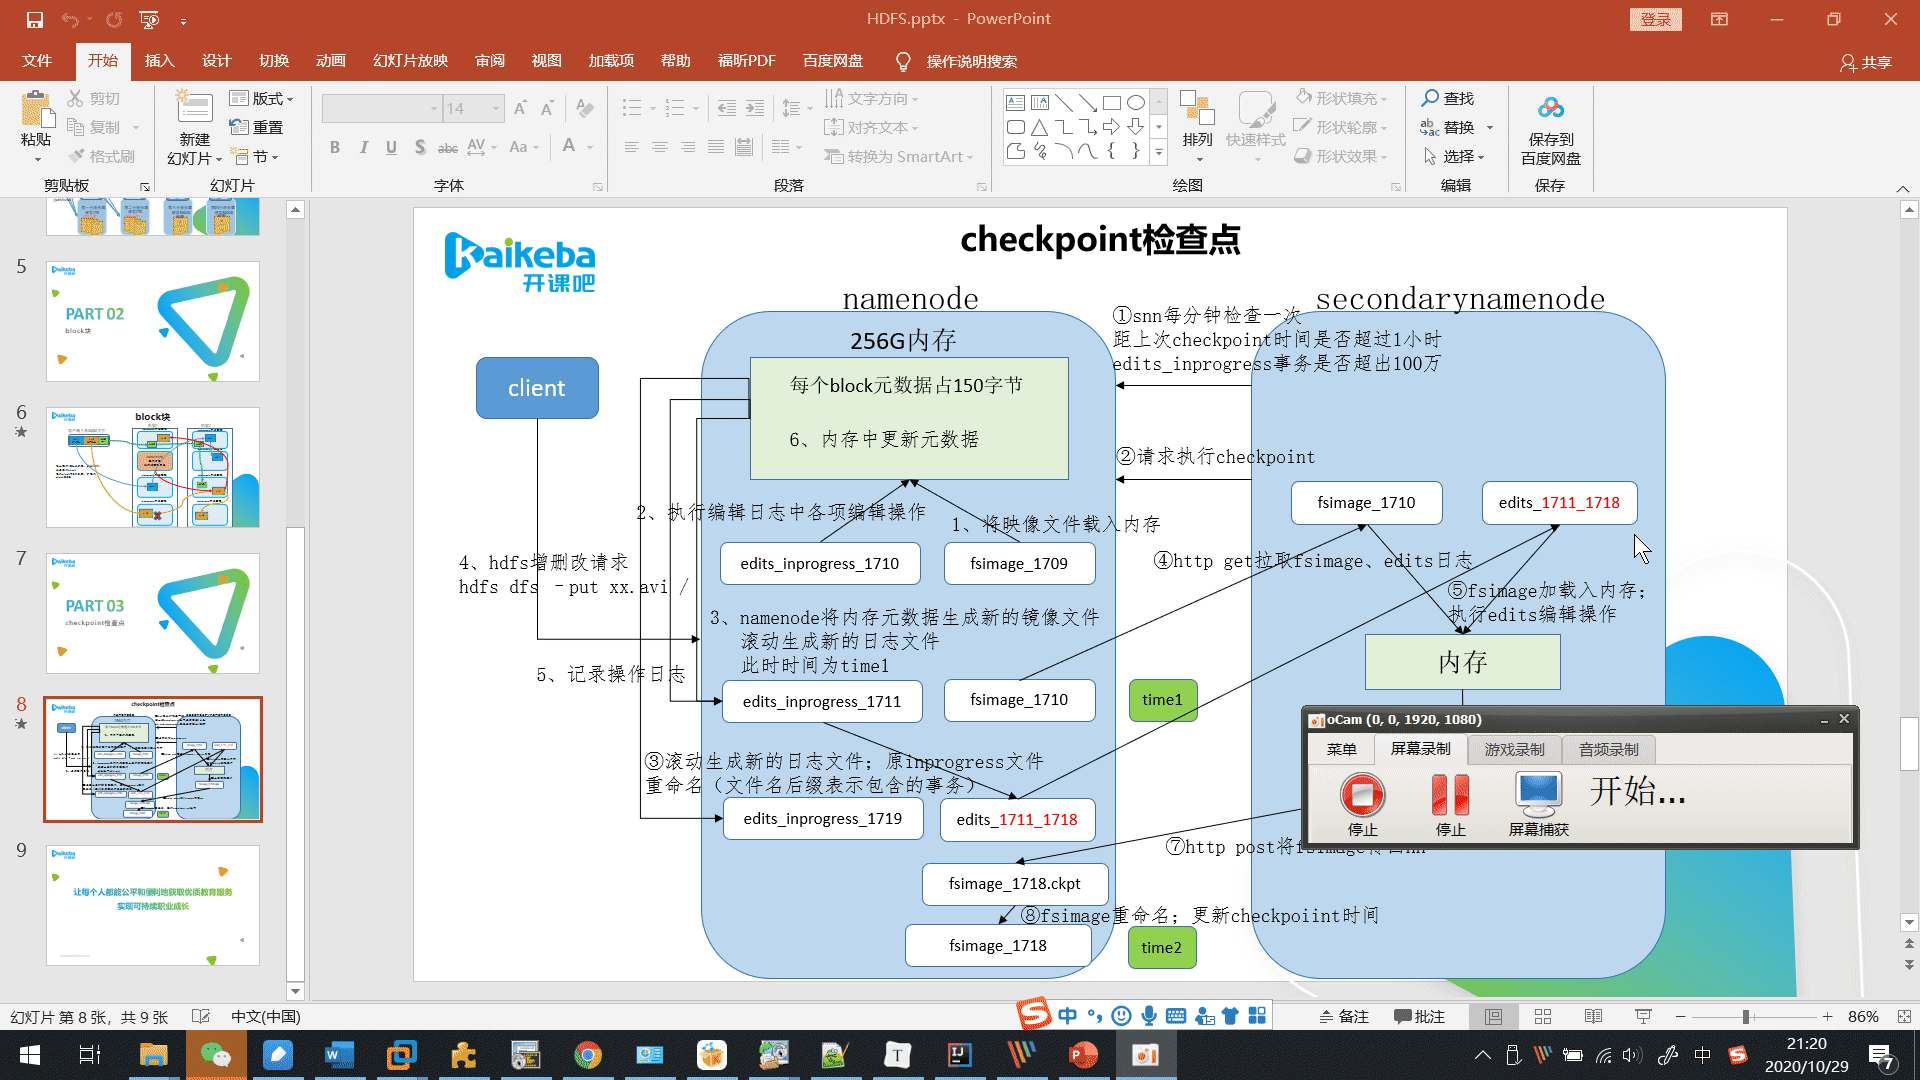 HDFS.pptx - PowerPoint
登录
文件 开始 插入 设计 切换 动画 幻灯片放映 审阅 视图 加载项 帮助 福昕PDF 百度网盘 操作说明搜索 共享
粘贴
剪切
复制
格式刷
剪贴板
新建
幻灯片
版式
重置
节
幻灯片
14
B I U S abc AV Aa A
字体
文字方向
对齐文本
转换为 SmartArt
段落
排列
快速样式
形状填充
形状轮廓
形状效果
绘图
查找
替换
选择
编辑
保存到
百度网盘
保存
5
PART 02
block块
6
block块
7
PART 03
checkpoint检查点
8
checkpoint检查点
9
让每个人都能公平和便利地获取优质教育服务
实现可持续职业成长
Kaikeba
开课吧
checkpoint检查点
namenode
secondarynamenode
256G内存
client
每个block元数据占150字节
6、内存中更新元数据
①snn每分钟检查一次
距上次checkpoint时间是否超过1小时
edits_inprogress事务是否超出100万
②请求执行checkpoint
fsimage_1710
edits_1711_1718
2、执行编辑日志中各项编辑操作
1、将映像文件载入内存
edits_inprogress_1710
fsimage_1709
4、hdfs增删改请求
hdfs dfs –put xx.avi /
④http get拉取fsimage、edits日志
⑤fsimage加载入内存；
执行edits编辑操作
3、namenode将内存元数据生成新的镜像文件
滚动生成新的日志文件
此时时间为time1
内存
5、记录操作日志
edits_inprogress_1711
fsimage_1710
time1
③滚动生成新的日志文件；原inprogress文件
重命名（文件名后缀表示包含的事务）
edits_inprogress_1719
edits_1711_1718
⑦http post将fsimage
fsimage_1718.ckpt
⑧fsimage重命名；更新checkpoiint时间
fsimage_1718
time2
oCam (0, 0, 1920, 1080)
菜单 屏幕录制 游戏录制 音频录制
停止 停止 屏幕捕获 开始...
幻灯片 第 8 张，共 9 张 中文(中国) 中 备注 批注 86%
中
21:20
2020/10/29
7